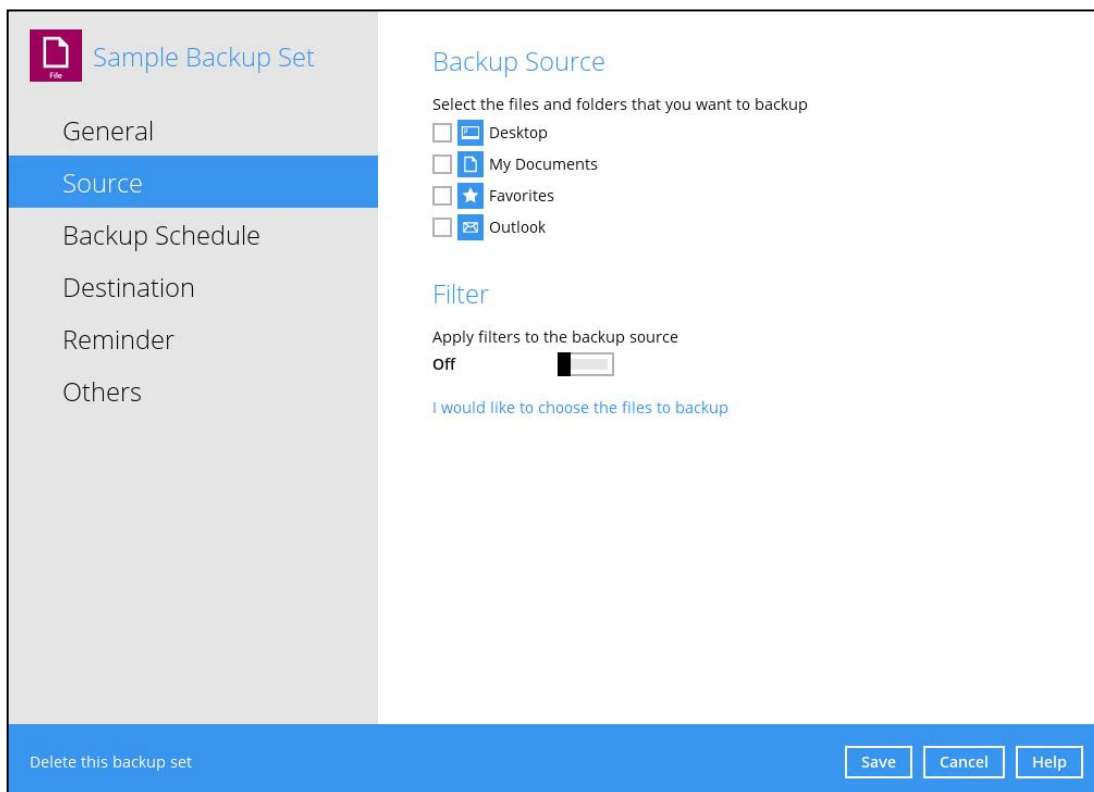 File
Sample Backup Set
General
Source
Backup Schedule
Destination
Reminder
Others
Backup Source
Select the files and folders that you want to backup
Desktop
My Documents
Favorites
Outlook
Filter
Apply filters to the backup source
Off
I would like to choose the files to backup
Delete this backup set
Save
Cancel
Help